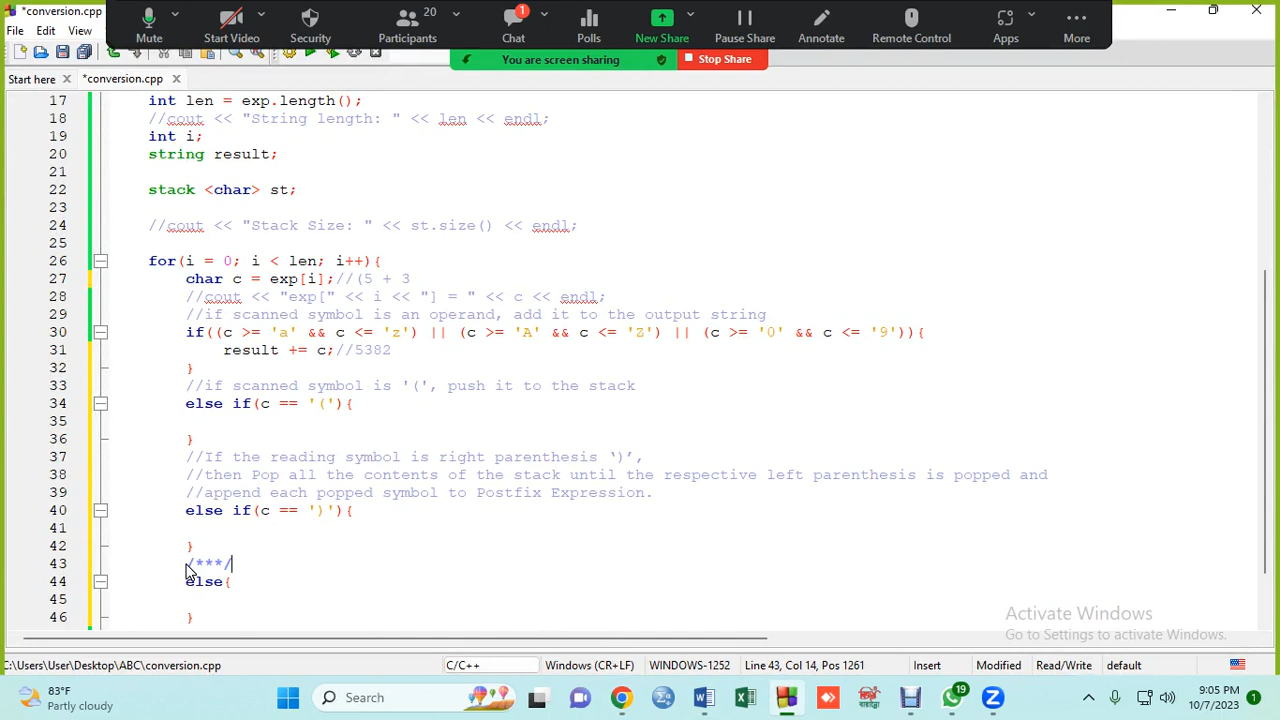 *conversion.cpp
File Edit View
Mute
Start Video
Security
20
Participants
1
Chat
Polls
New Share
Pause Share
Annotate
Remote Control
Apps
More
You are screen sharing
Stop Share
Start here
*conversion.cpp
17 int len = exp.length();
18 //cout << "String length: " << len << endl;
19 int i;
20 string result;
21
22 stack <char> st;
23
24 //cout << "Stack Size: " << st.size() << endl;
25
26 for(i = 0; i < len; i++){
27 char c = exp[i];//(5 + 3
28 //cout << "exp[" << i << "] = " << c << endl;
29 //if scanned symbol is an operand, add it to the output string
30 if((c >= 'a' && c <= 'z') || (c >= 'A' && c <= 'Z') || (c >= '0' && c <= '9')){
31 result += c;//5382
32 }
33 //if scanned symbol is '(', push it to the stack
34 else if(c == '('){
35
36 }
37 //If the reading symbol is right parenthesis ‘)’,
38 //then Pop all the contents of the stack until the respective left parenthesis is popped and
39 //append each popped symbol to Postfix Expression.
40 else if(c == ')'){
41
42 }
43 /***/
44 else{
45
46 }
Activate Windows
Go to Settings to activate Windows.
C:\Users\User\Desktop\ABC\conversion.cpp
C/C++
Windows (CR+LF)
WINDOWS-1252
Line 43, Col 14, Pos 1261
Insert
Modified
Read/Write
default
83°F
Partly cloudy
Search
19
9:05 PM
10/7/2023
1